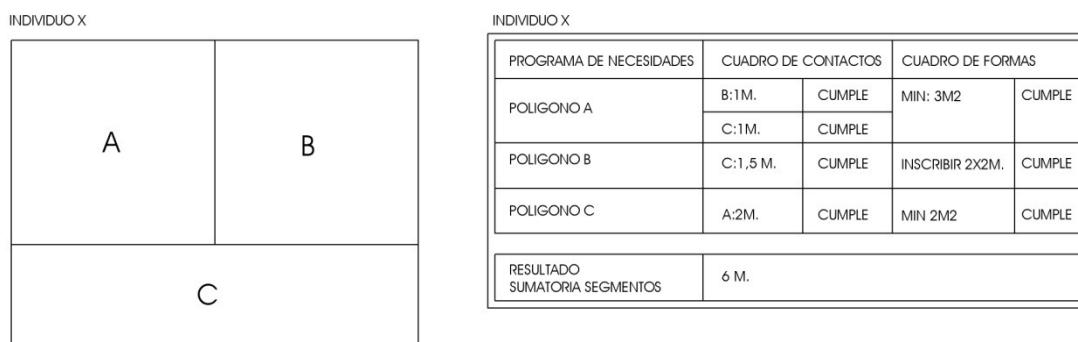 INDIVIDUO X
A
B
C
INDIVIDUO X
PROGRAMA DE NECESIDADES CUADRO DE CONTACTOS CUADRO DE FORMAS
POLIGONO A
B:1M. CUMPLE MIN: 3M2 CUMPLE
C:1M. CUMPLE
POLIGONO B C:1,5 M. CUMPLE INSCRIBIR 2X2M. CUMPLE
POLIGONO C A:2M. CUMPLE MIN 2M2 CUMPLE
RESULTADO
SUMATORIA SEGMENTOS
6 M.